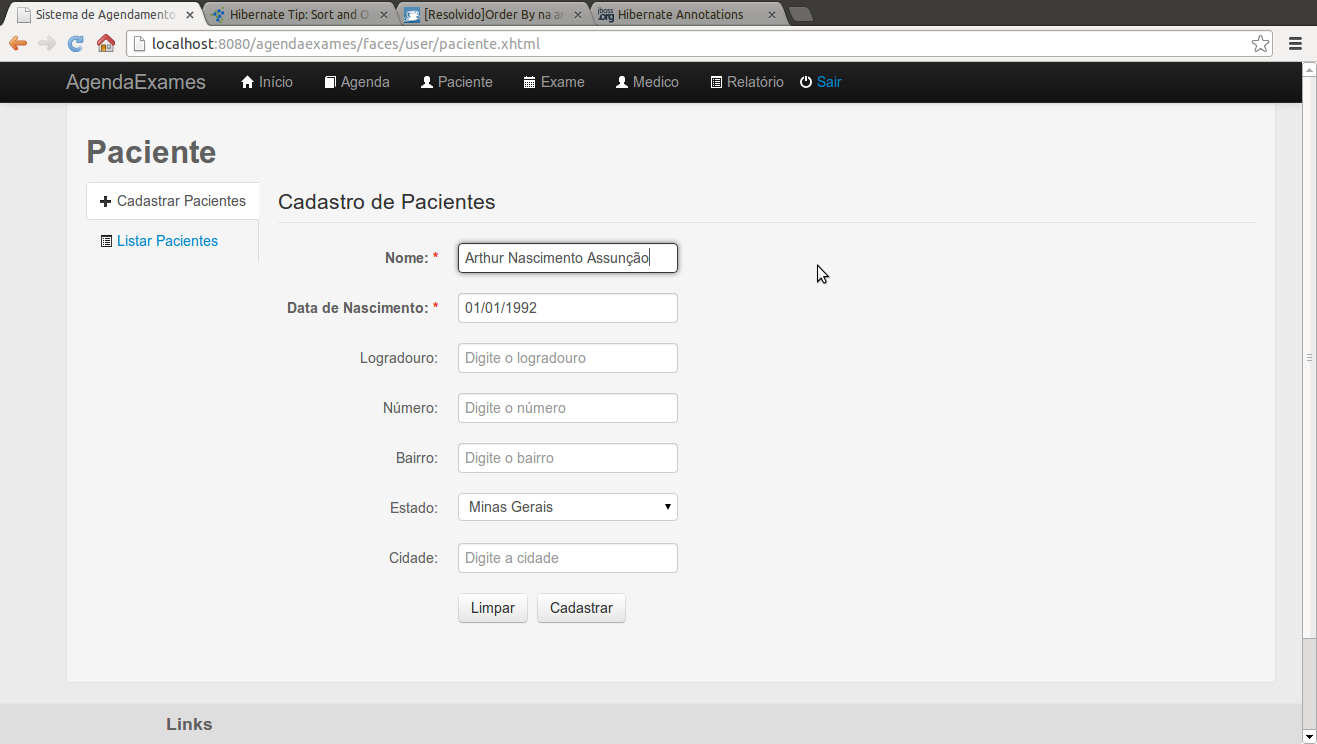 Sistema de Agendamento
Hibernate Tip: Sort and O
[Resolvido]Order By na a
Hibernate Annotations
localhost:8080/agendaexames/faces/user/paciente.xhtml
AgendaExames Início Agenda Paciente Exame Medico Relatório Sair
Paciente
Cadastrar Pacientes
Listar Pacientes
Cadastro de Pacientes
Nome: * Arthur Nascimento Assunção
Data de Nascimento: * 01/01/1992
Logradouro: Digite o logradouro
Número: Digite o número
Bairro: Digite o bairro
Estado: Minas Gerais
Cidade: Digite a cidade
Limpar Cadastrar
Links